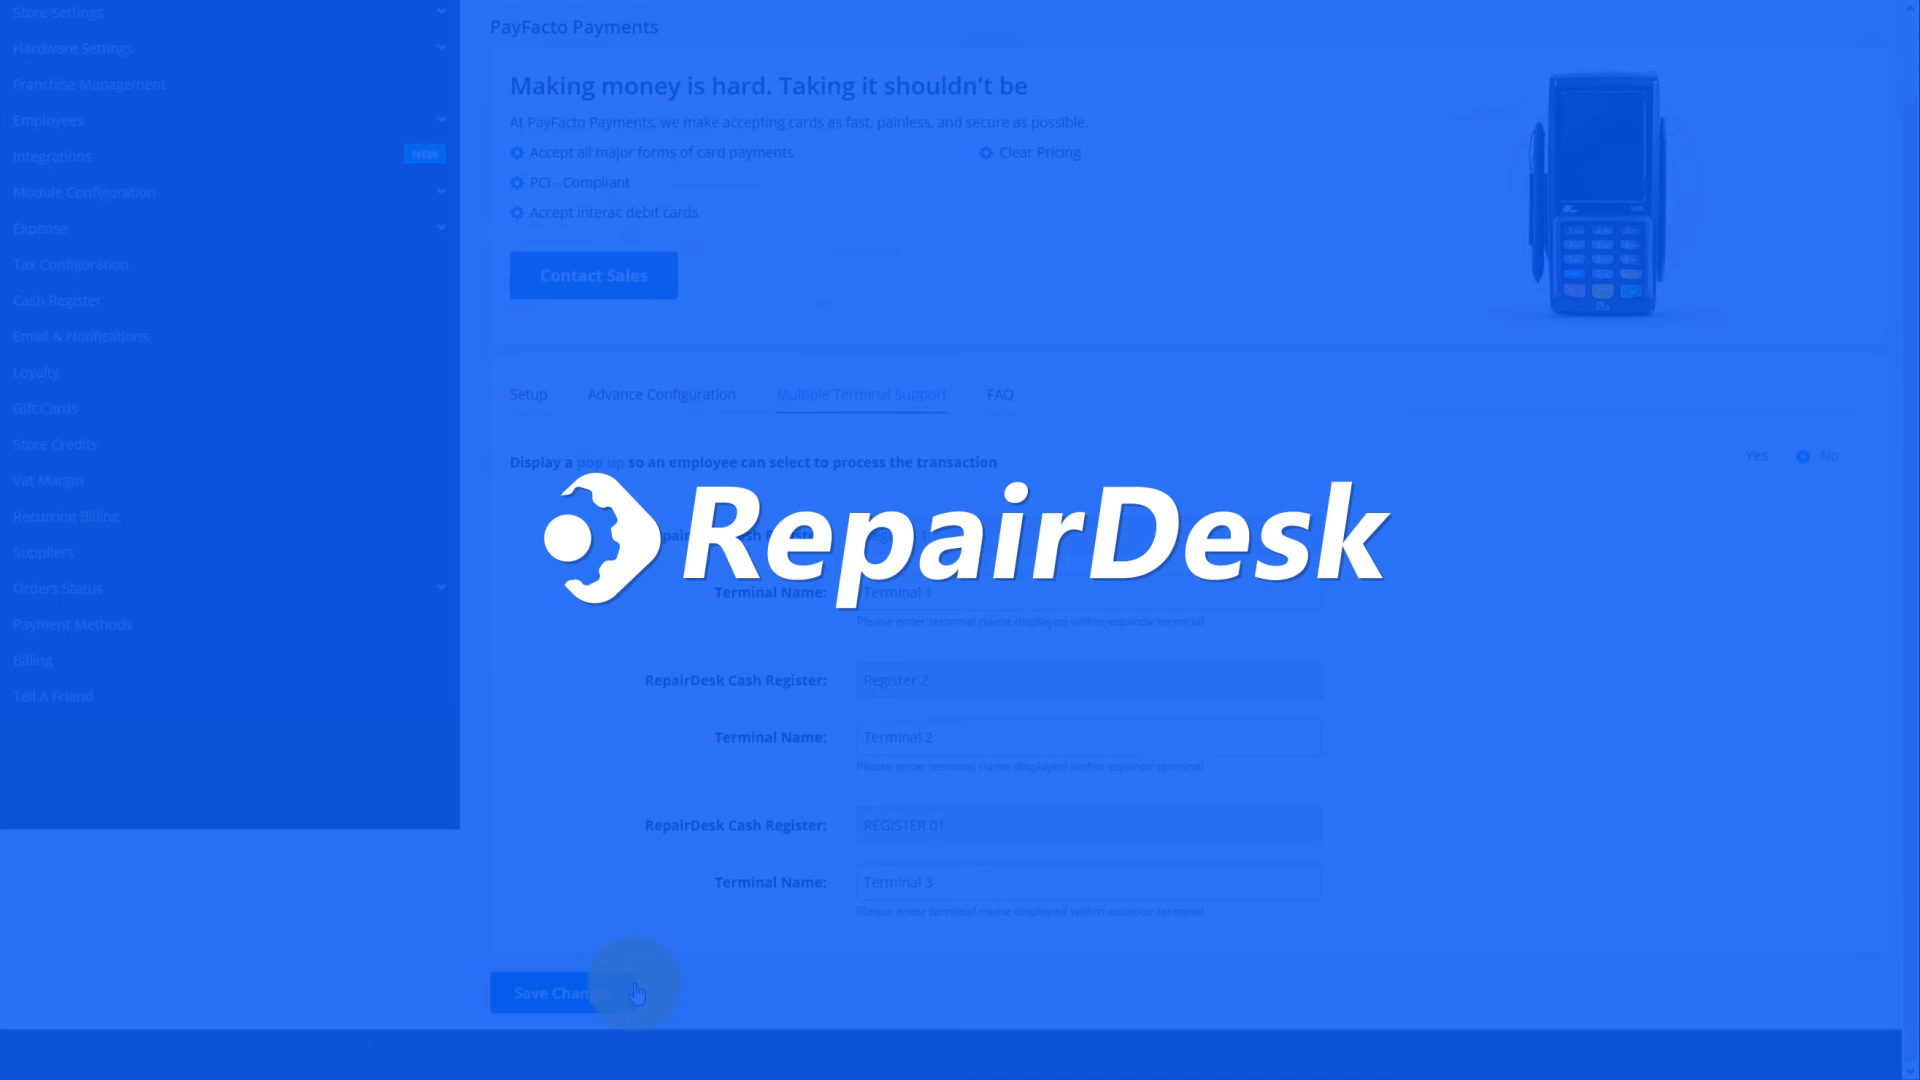 Store Settings
Hardware Settings
Franchise Management
Employees
Integrations
NEW
Module Configuration
Expense
Tax Configuration
Cash Register
Email & Notifications
Loyalty
Gift Cards
Store Credits
Vat Margin
Recurring Billing
Suppliers
Orders Status
Payment Methods
Billing
Tell A Friend
PayFacto Payments
Making money is hard. Taking it shouldn't be
At PayFacto Payments, we make accepting cards as fast, painless, and secure as possible.
Accept all major forms of card payments
Clear Pricing
PCI - Compliant
Accept interac debit cards
Contact Sales
Setup
Advance Configuration
Multiple Terminal Support
FAQ
Display a pop up so an employee can select to process the transaction
Yes
No
RepairDesk
Terminal Name:
Terminal 1
Please enter terminal name displayed within equinox terminal
RepairDesk Cash Register:
Register 2
Terminal Name:
Terminal 2
Please enter terminal name displayed within equinox terminal
RepairDesk Cash Register:
REGISTER 01
Terminal Name:
Terminal 3
Please enter terminal name displayed within equinox terminal
Save Changes